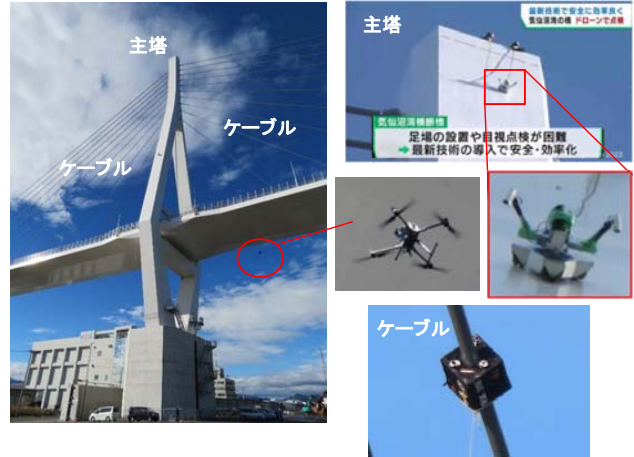 主塔
ケーブル
ケーブル
主塔
最新技術で安全に効率良く
気仙沼湾の橋 ドローンで点検
気仙沼湾横断橋
足場の設置や目視点検が困難
➡最新技術の導入で安全・効率化
ケーブル